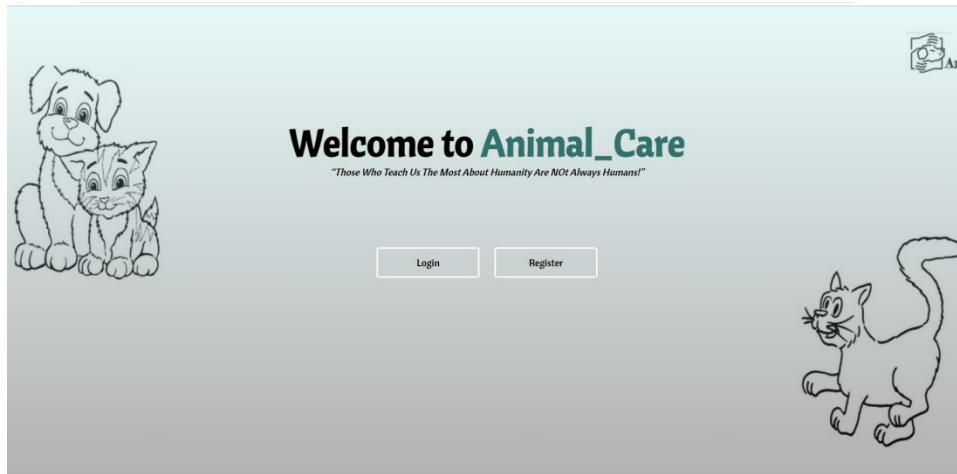 Welcome to Animal_Care
“Those Who Teach Us The Most About Humanity Are NOt Always Humans!”
Login
Register